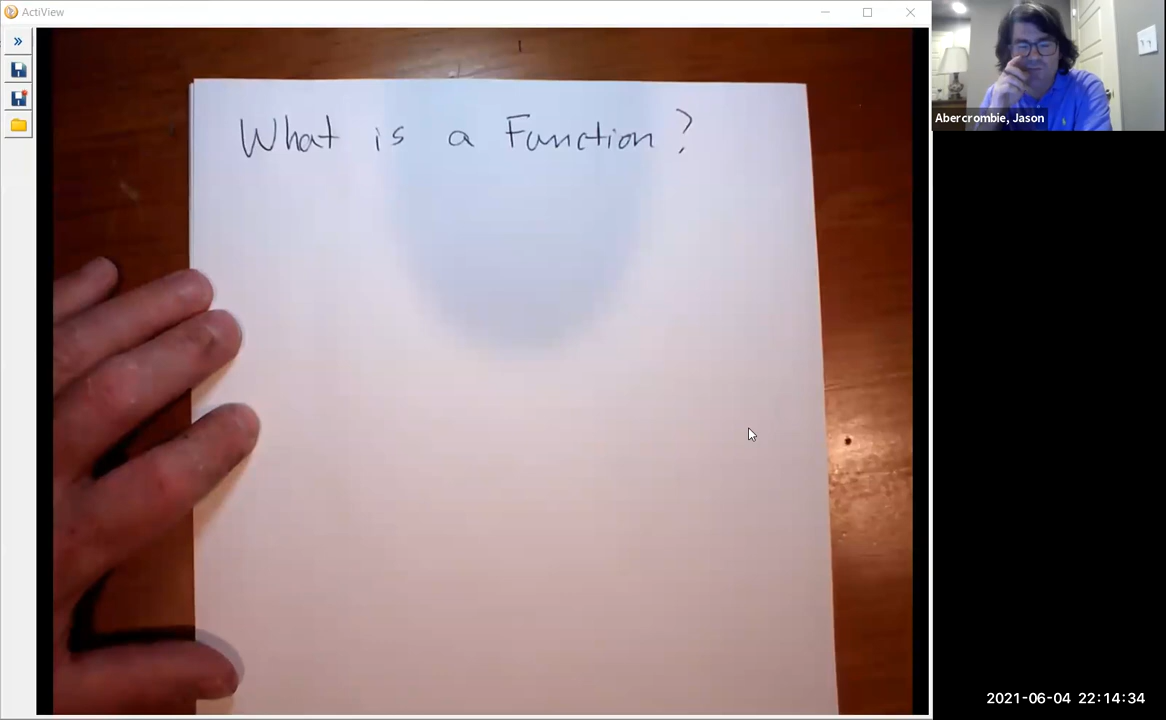 ActiView
What is a Function?
Abercrombie, Jason
2021-06-04 22:14:34